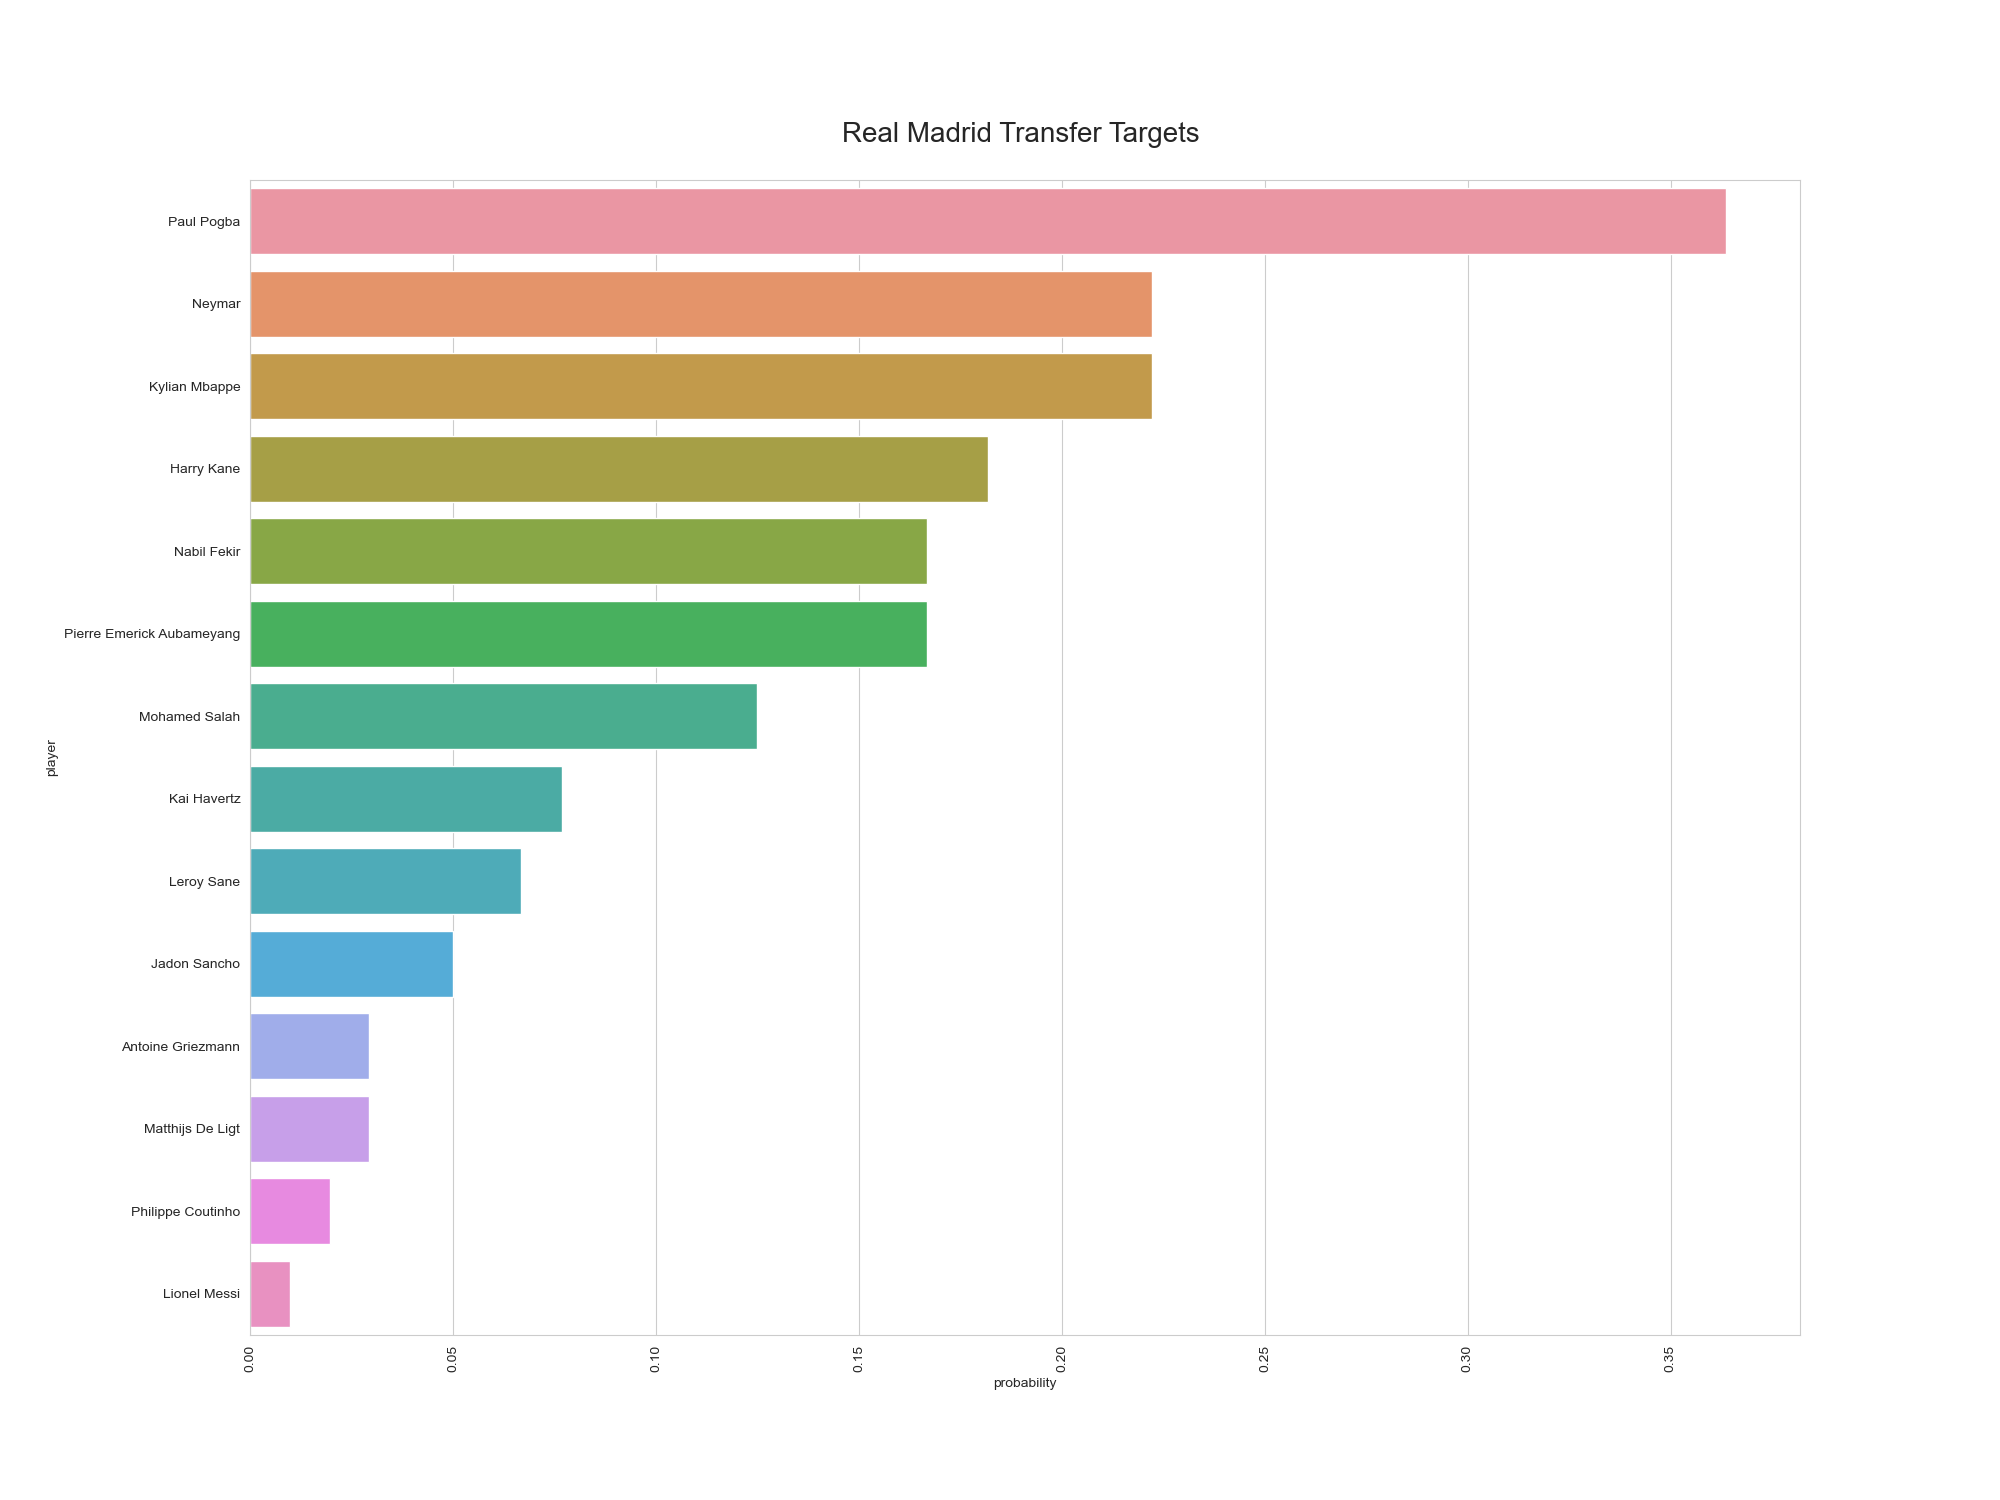 Real Madrid Transfer Targets
Paul Pogba
Neymar
Kylian Mbappe
Harry Kane
Nabil Fekir
Pierre Emerick Aubameyang
Mohamed Salah
player
Kai Havertz
Leroy Sane
Jadon Sancho
Antoine Griezmann
Matthijs De Ligt
Philippe Coutinho
Lionel Messi
0.00
0.05
0.10
0.15
0.20
0.25
0.30
0.35
probability